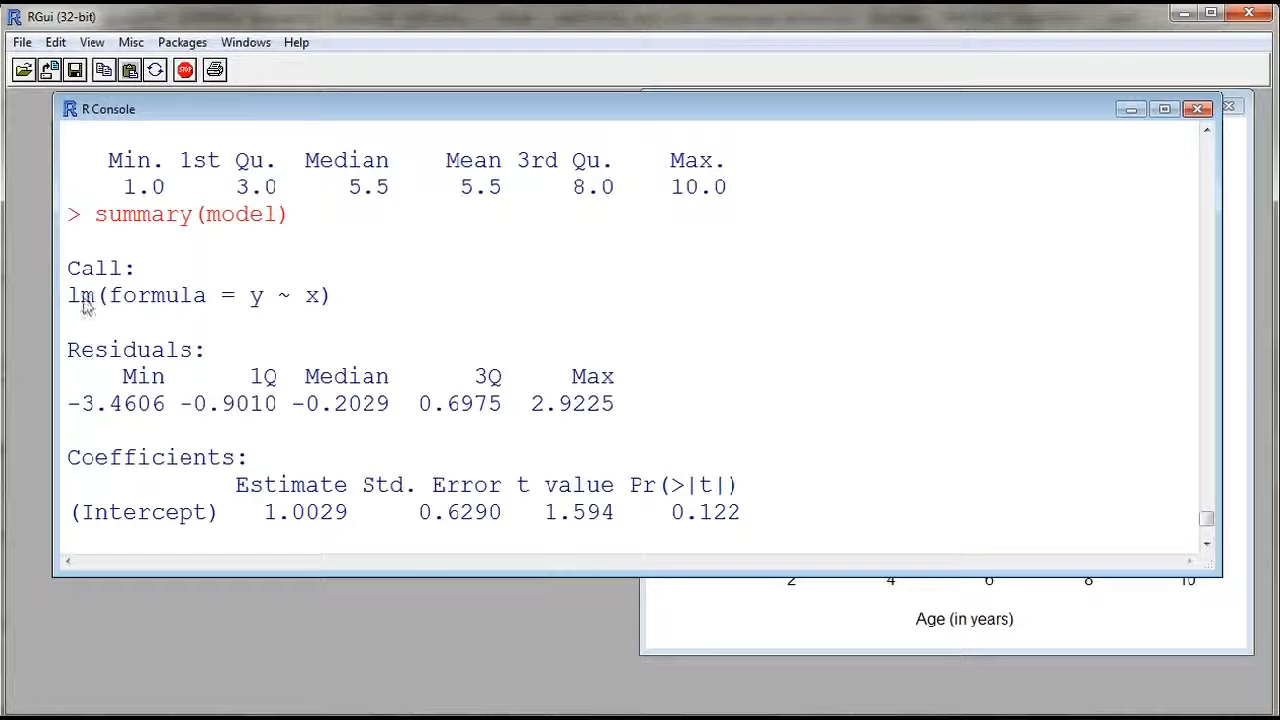 RGui (32-bit)
File Edit View Misc Packages Windows Help
STOP
R Console
Min. 1st Qu. Median Mean 3rd Qu. Max.
1.0 3.0 5.5 5.5 8.0 10.0
> summary(model)
Call:
lm(formula = y ~ x)
Residuals:
Min 1Q Median 3Q Max
-3.4606 -0.9010 -0.2029 0.6975 2.9225
Coefficients:
Estimate Std. Error t value Pr(>|t|)
(Intercept) 1.0029 0.6290 1.594 0.122
2 4 6 8 10
Age (in years)